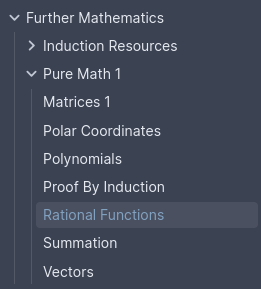 Further Mathematics
Induction Resources
Pure Math 1
Matrices 1
Polar Coordinates
Polynomials
Proof By Induction
Rational Functions
Summation
Vectors